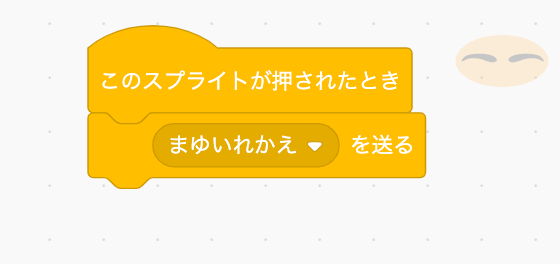 このスプライトが押されたとき
まゆいれかえ を送る